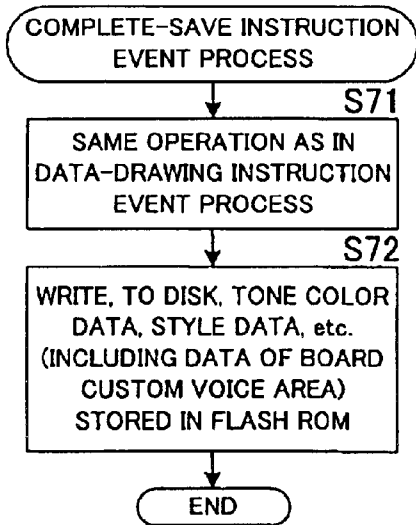 COMPLETE-SAVE INSTRUCTION
EVENT PROCESS
S71
SAME OPERATION AS IN
DATA-DRAWING INSTRUCTION
EVENT PROCESS
S72
WRITE, TO DISK, TONE COLOR
DATA, STYLE DATA, etc.
(INCLUDING DATA OF BOARD
CUSTOM VOICE AREA)
STORED IN FLASH ROM
END